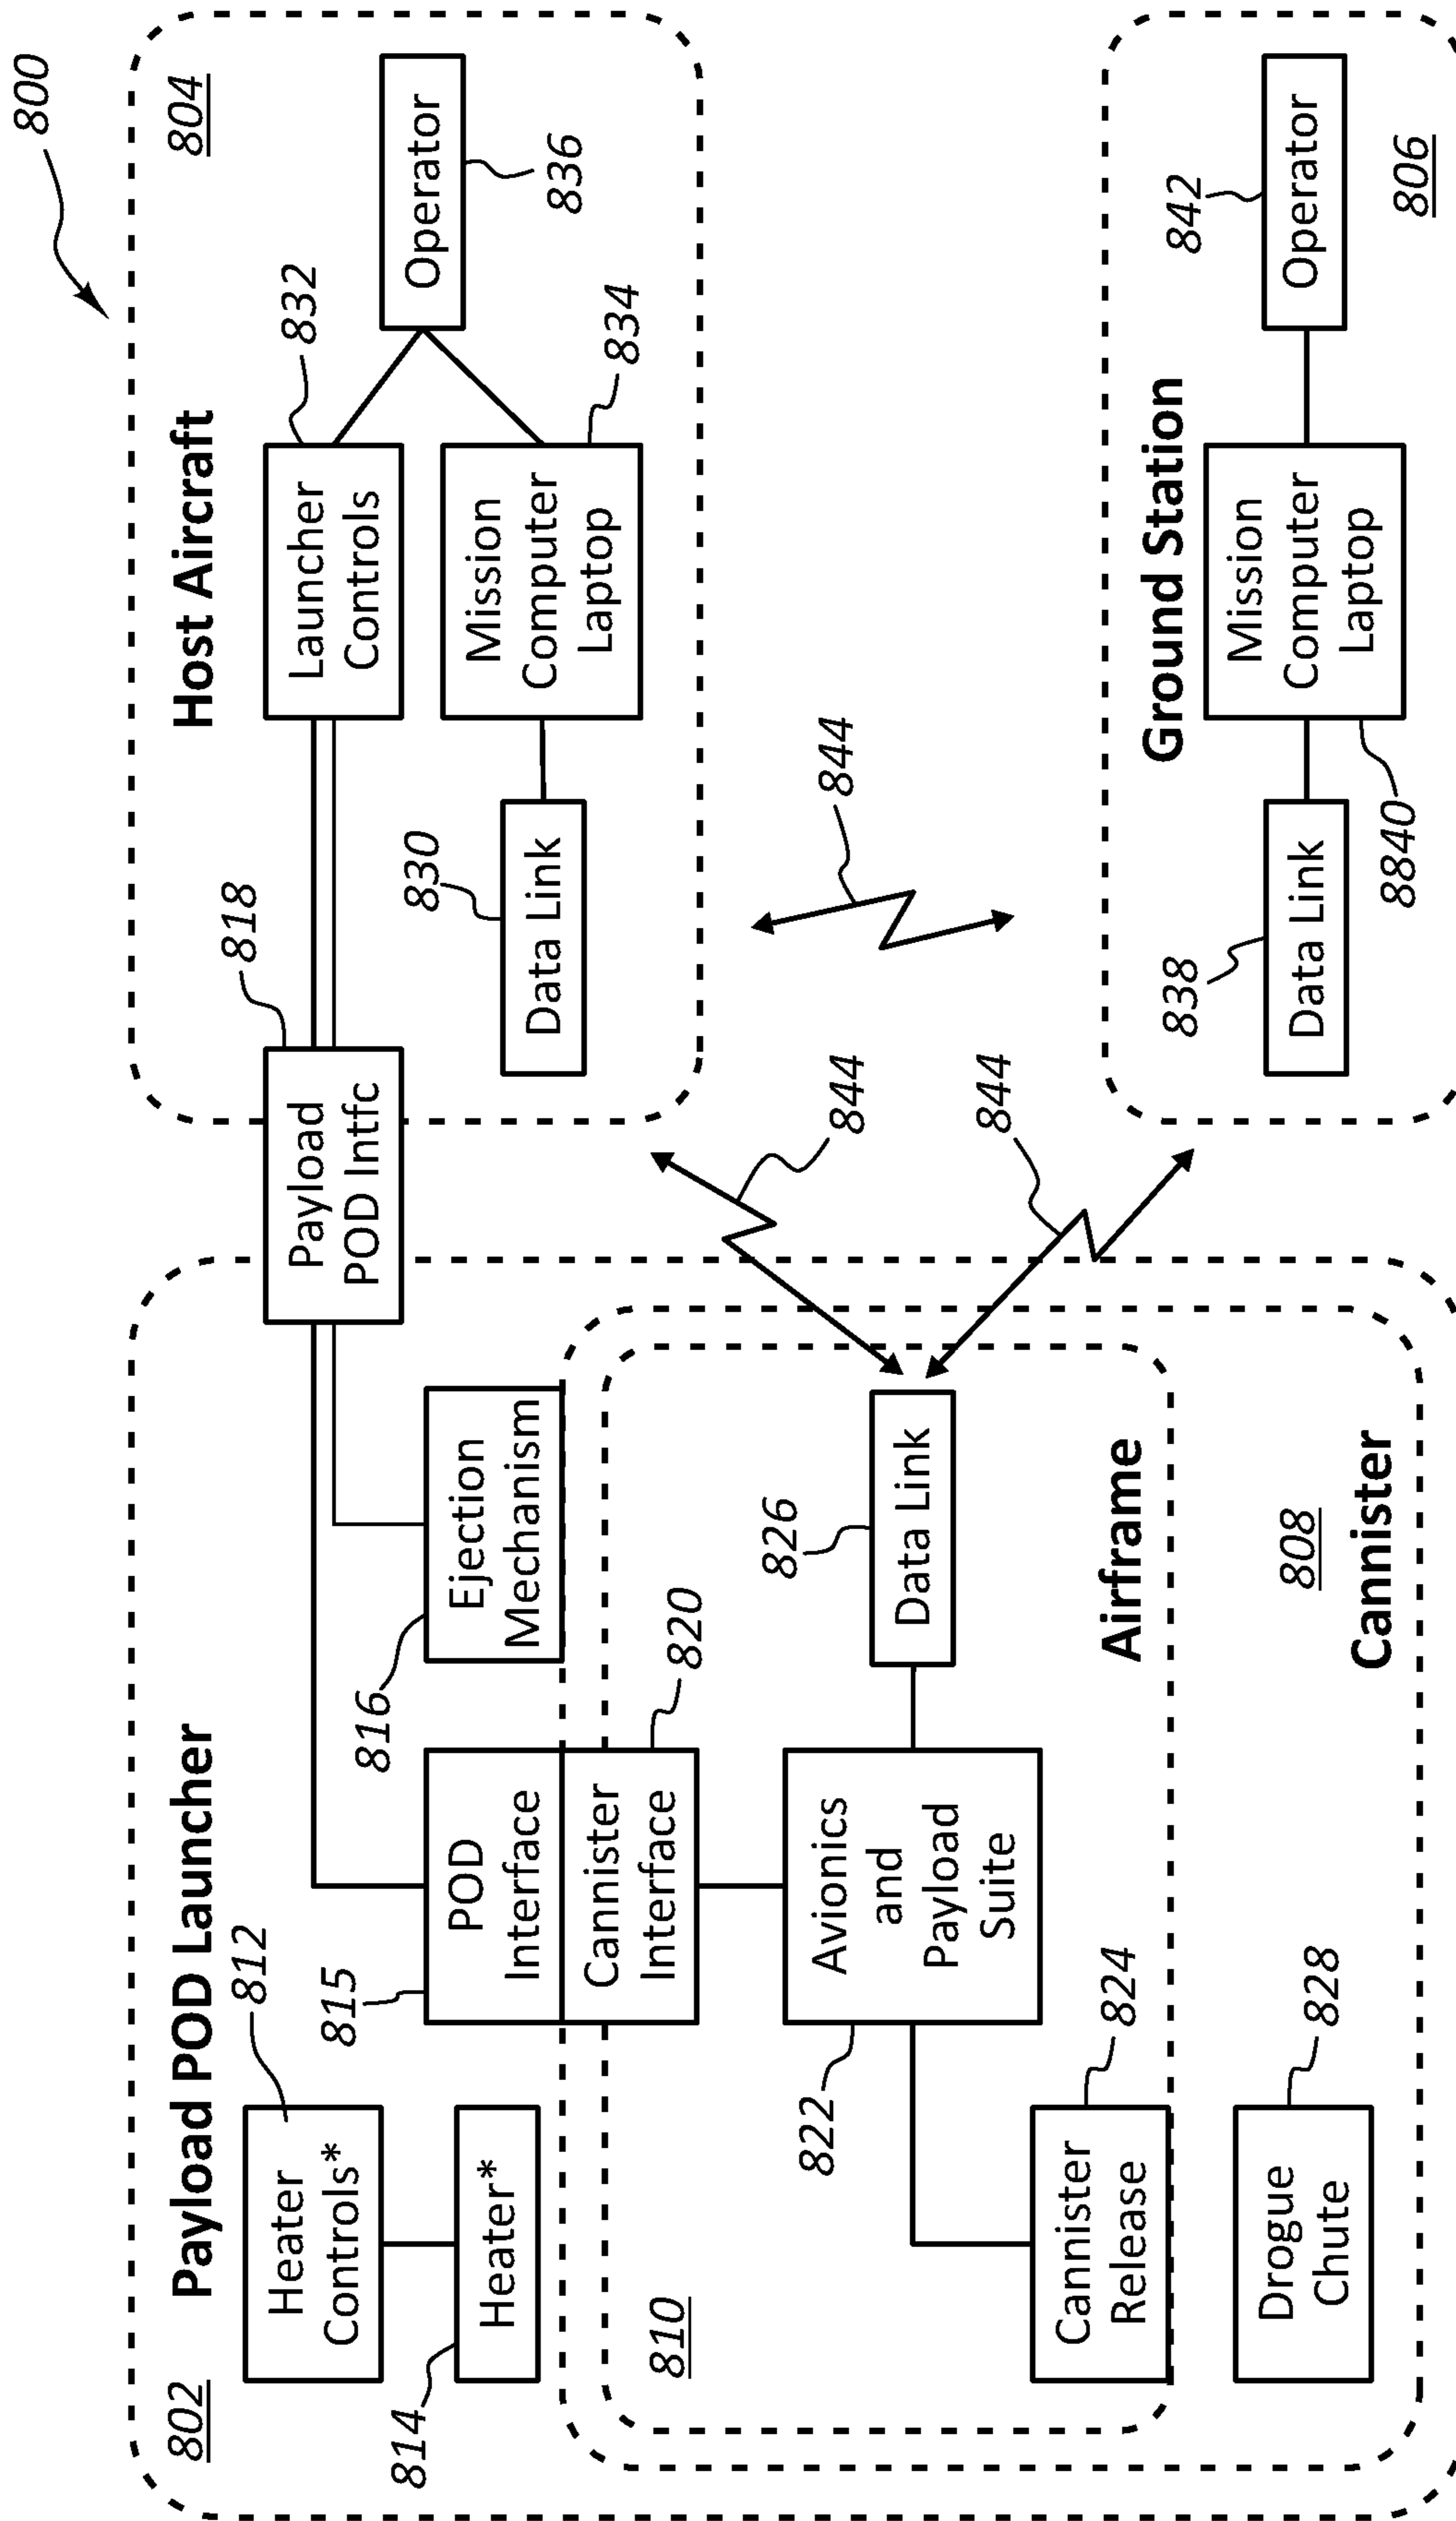 800
Payload POD Launcher
802
Heater
Controls*
812
Heater*
814
POD
Interface
815
Ejection
Mechanism
816
Payload
POD Intfc
818
Cannister
Interface
820
810
Avionics
and
Payload
Suite
822
Data Link
826
Cannister
Release
824
Airframe
Drogue
Chute
828
808
Cannister
Host Aircraft
804
Launcher
Controls
832
Operator
836
Mission
Computer
Laptop
834
Data Link
830
844
844
844
Ground Station
Data Link
838
Mission
Computer
Laptop
8840
Operator
842
806